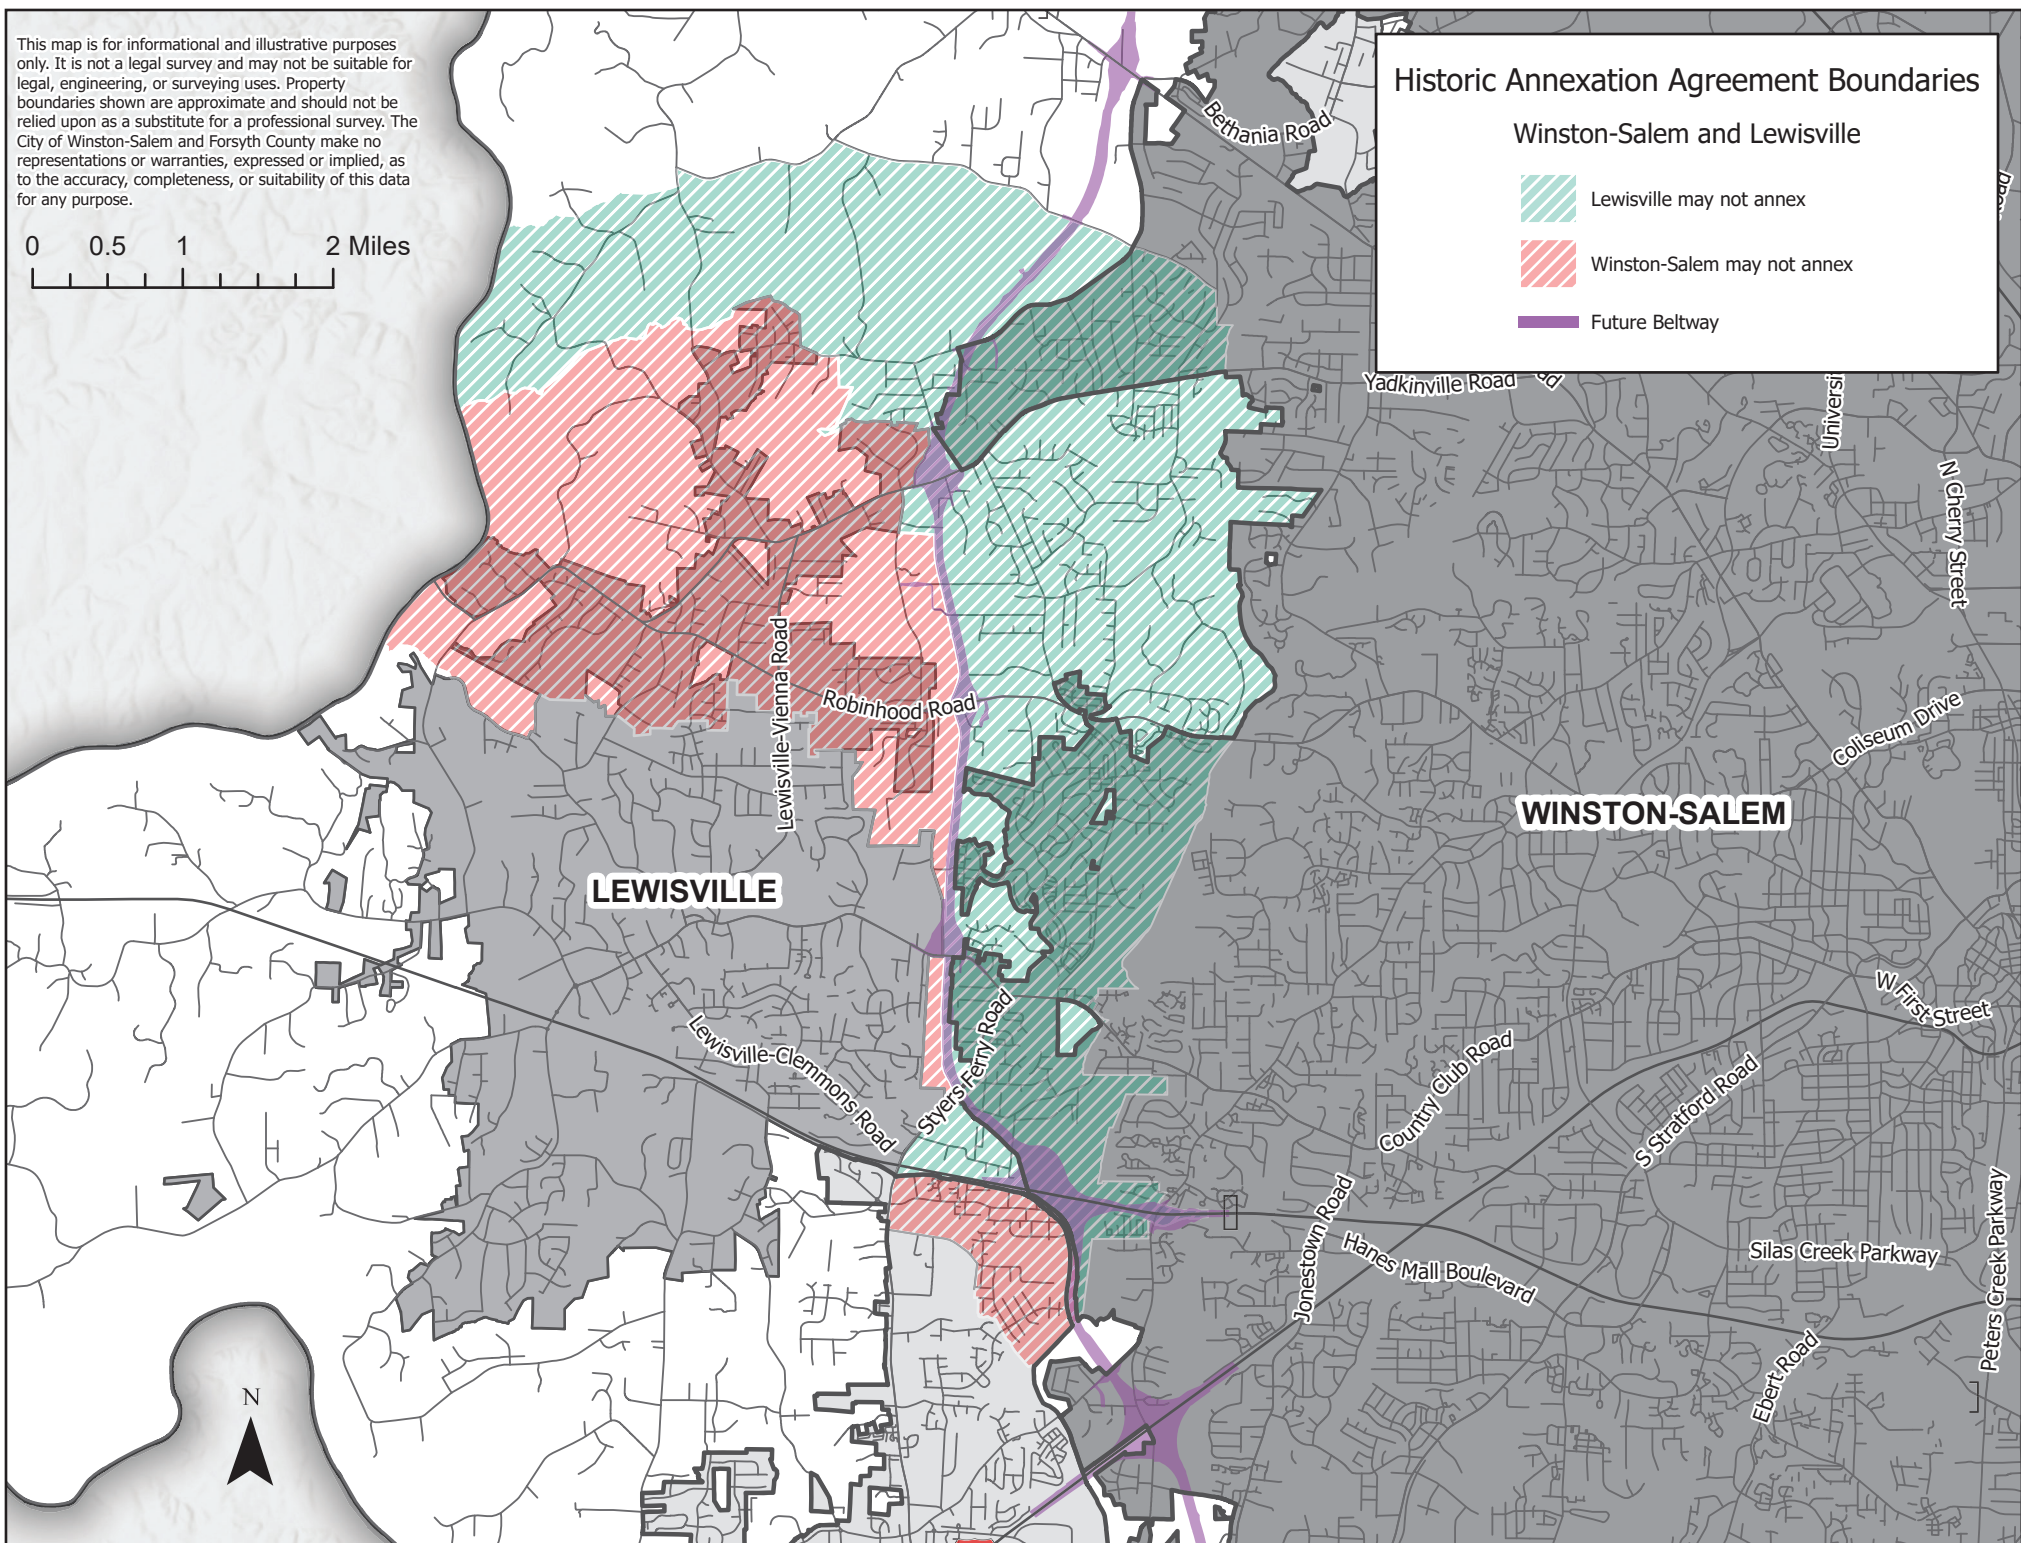 This map is for informational and illustrative purposes
only. It is not a legal survey and may not be suitable for
legal, engineering, or surveying uses. Property
boundaries shown are approximate and should not be
relied upon as a substitute for a professional survey. The
City of Winston-Salem and Forsyth County make no
representations or warranties, expressed or implied, as
to the accuracy, completeness, or suitability of this data
for any purpose.
0 0.5 1 2 Miles
Historic Annexation Agreement Boundaries
Winston-Salem and Lewisville
Lewisville may not annex
Winston-Salem may not annex
Future Beltway
Bethania Road
Yadkinville Road
N Cherry Street
Lewisville-Vienna Road
Robinhood Road
Coliseum Drive
WINSTON-SALEM
LEWISVILLE
W First Street
Styers Ferry Road
Lewisville-Clemmons Road
Country Club Road
S Stratford Road
Jonestown Road
Hanes Mall Boulevard
Silas Creek Parkway
Peters Creek Parkway
Ebert Road
N